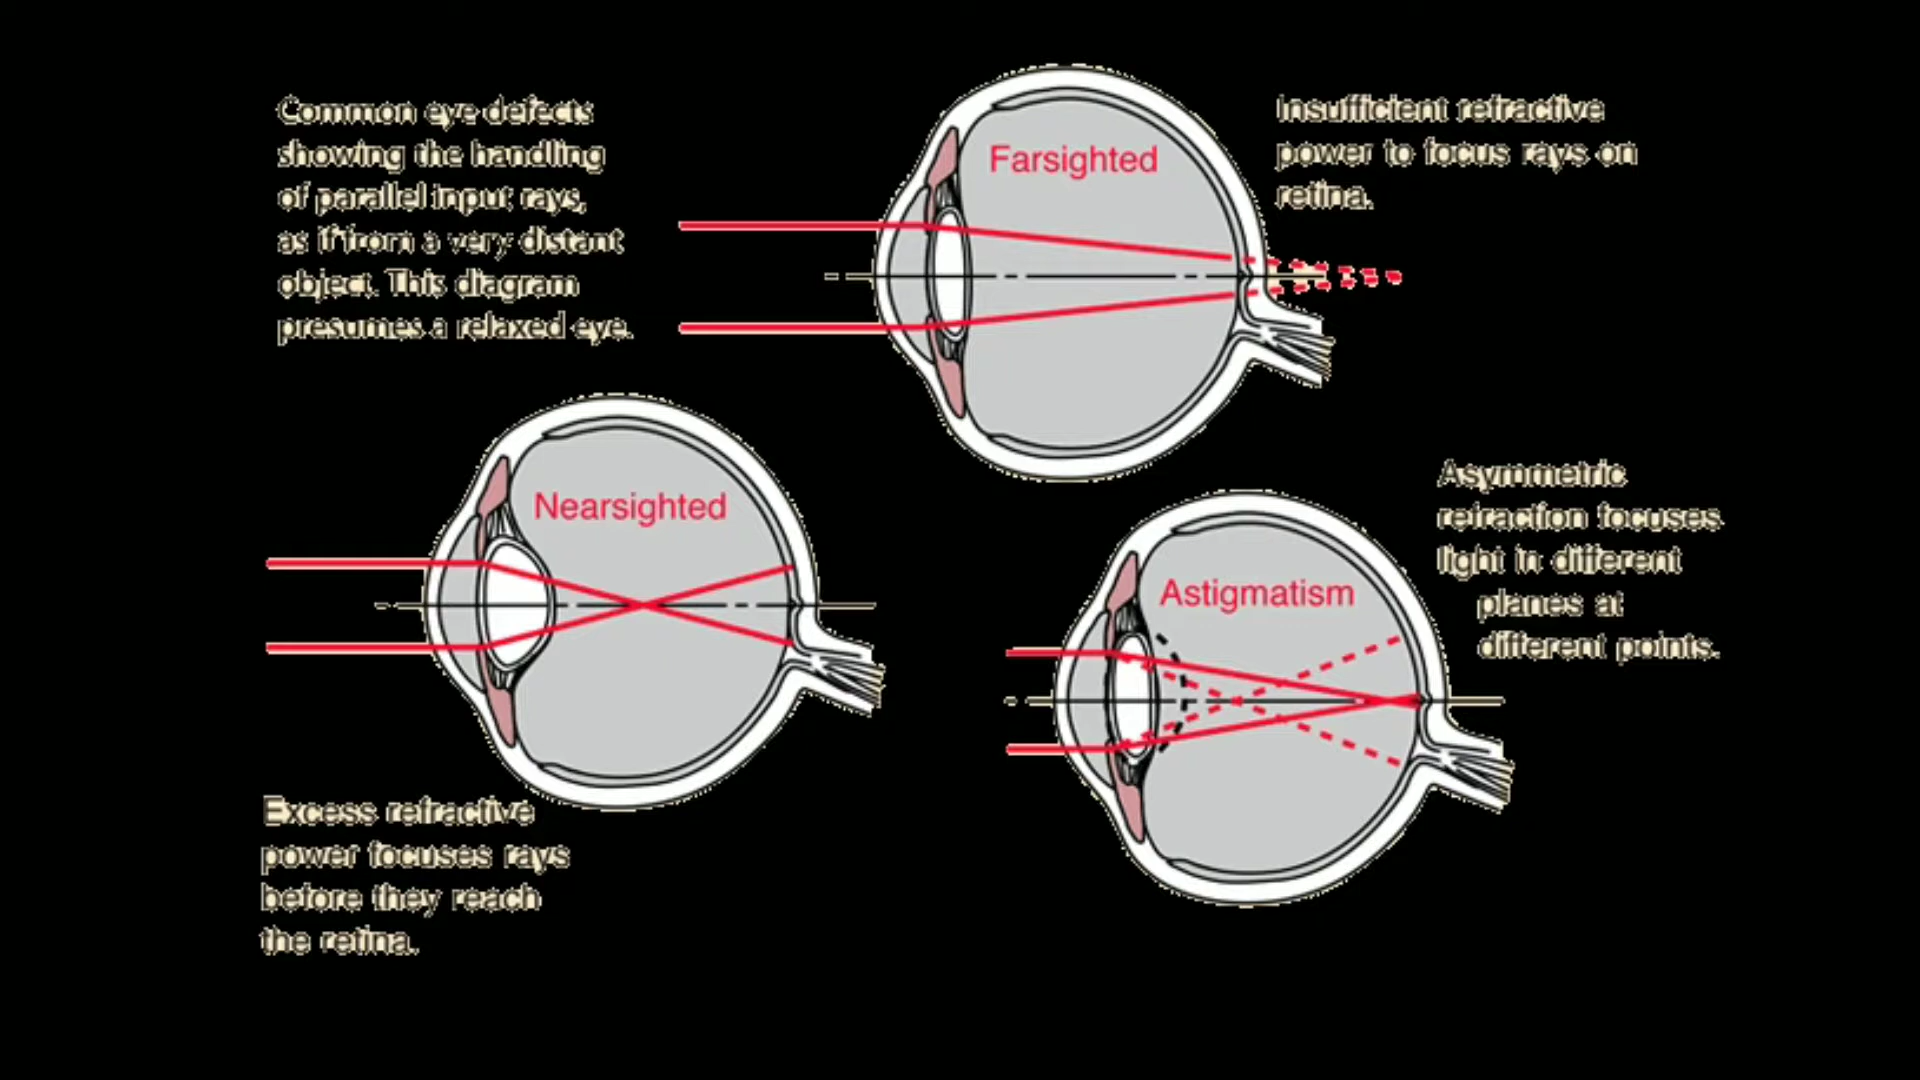 Common eye defects
showing the handling
of parallel input rays,
as if from a very distant
object. This diagram
presumes a relaxed eye.
Farsighted
Insufficient refractive
power to focus rays on
retina.
Nearsighted
Excess refractive
power focuses rays
before they reach
the retina.
Astigmatism
Asymmetric
refraction focuses
light in different
planes at
different points.